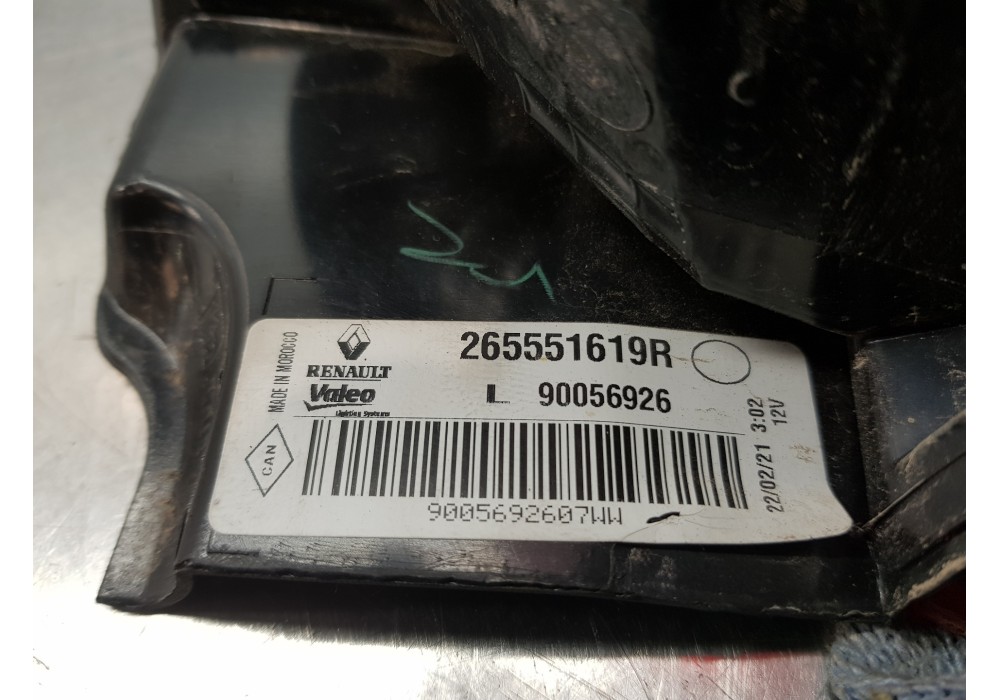 MADE IN MOROCCO
RENAULT
Valeo
Lighting Systems
265551619R
L 90056926
CAN
9005692607WW
22/02/21 3:02
12V